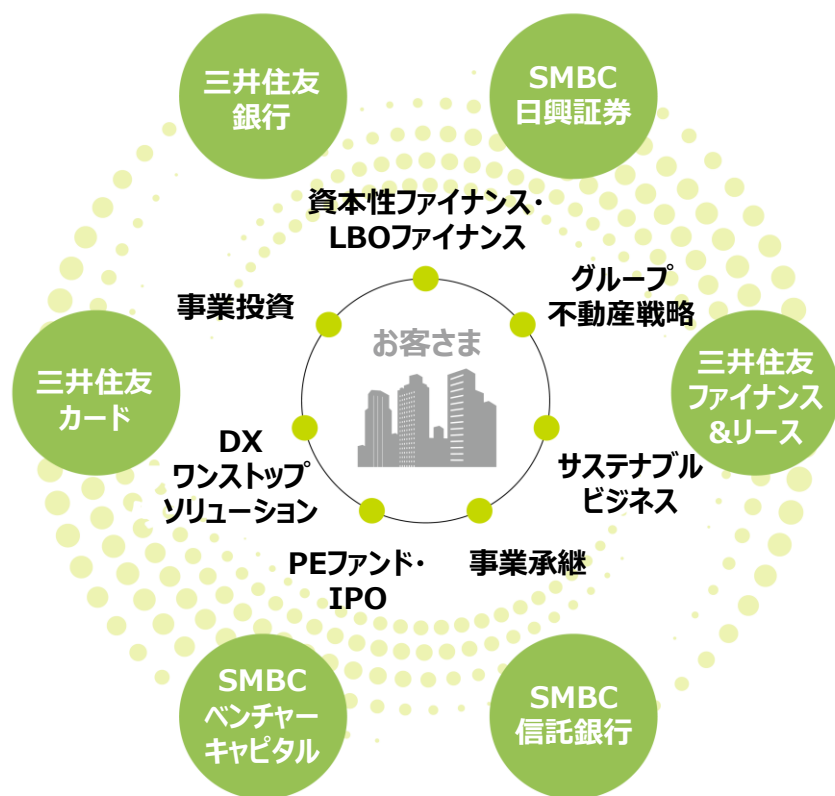 三井住友
銀行
SMBC
日興証券
資本性ファイナンス・
LBOファイナンス
事業投資
グループ
不動産戦略
お客さま
三井住友
カード
三井住友
ファイナンス
&リース
DX
ワンストップ
ソリューション
サステナブル
ビジネス
PEファンド・
IPO
事業承継
SMBC
ベンチャー
キャピタル
SMBC
信託銀行